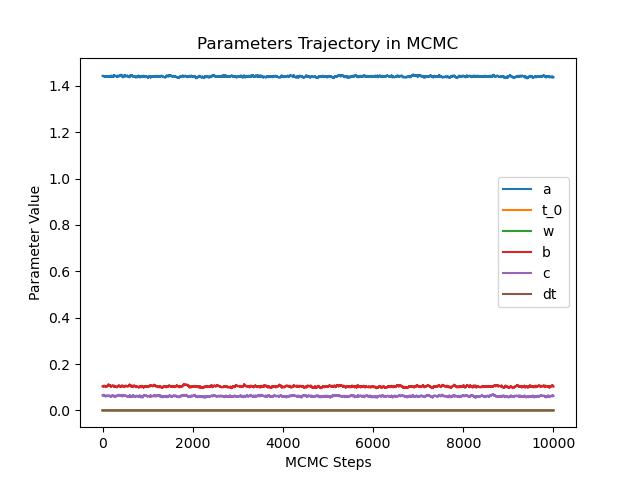 Parameters Trajectory in MCMC
Parameter Value
1.4
1.2
1.0
0.8
0.6
0.4
0.2
0.0
a
t_0
w
b
c
dt
0 2000 4000 6000 8000 10000
MCMC Steps